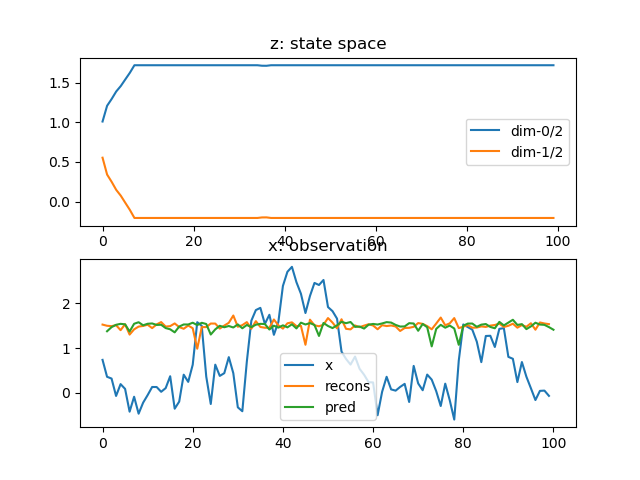 z: state space
1.5
1.0
0.5
0.0
dim-0/2
dim-1/2
0 20 40 60 80 100
x: observation
2
1
0
x
recons
pred
0 20 40 60 80 100